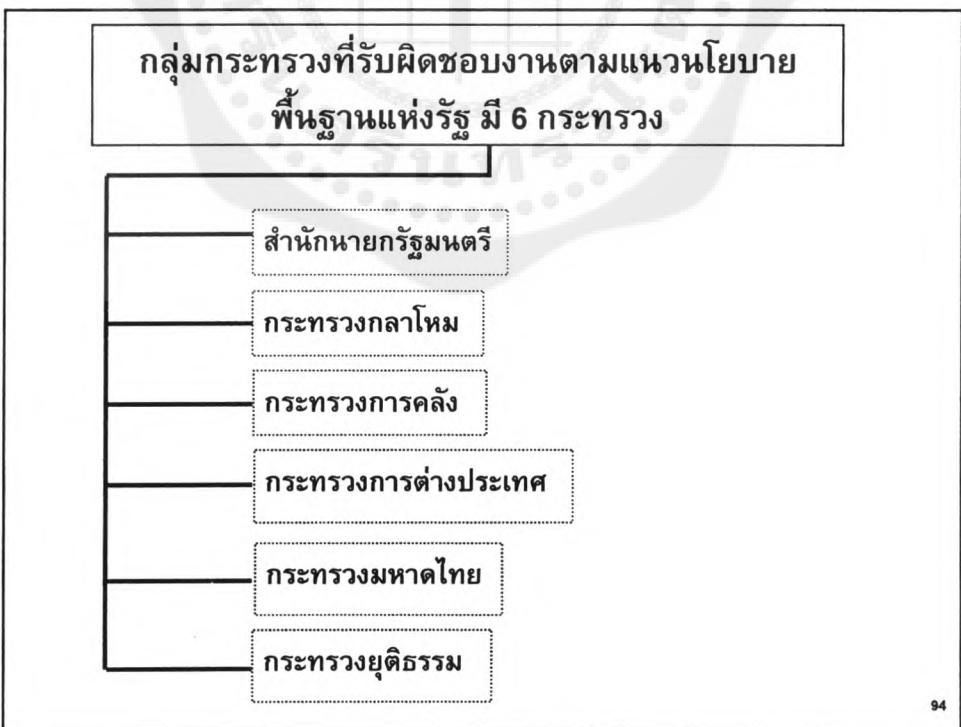 กลุ่มกระทรวงที่รับผิดชอบงานตามแนวนโยบาย
พื้นฐานแห่งรัฐ มี 6 กระทรวง
สำนักนายกรัฐมนตรี
กระทรวงกลาโหม
กระทรวงการคลัง
กระทรวงการต่างประเทศ
กระทรวงมหาดไทย
กระทรวงยุติธรรม
94